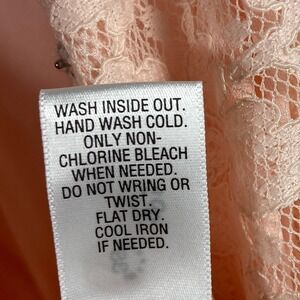 WASH INSIDE OUT.
HAND WASH COLD.
ONLY NON-
CHLORINE BLEACH
WHEN NEEDED.
DO NOT WRING OR
TWIST.
FLAT DRY.
COOL IRON
IF NEEDED.